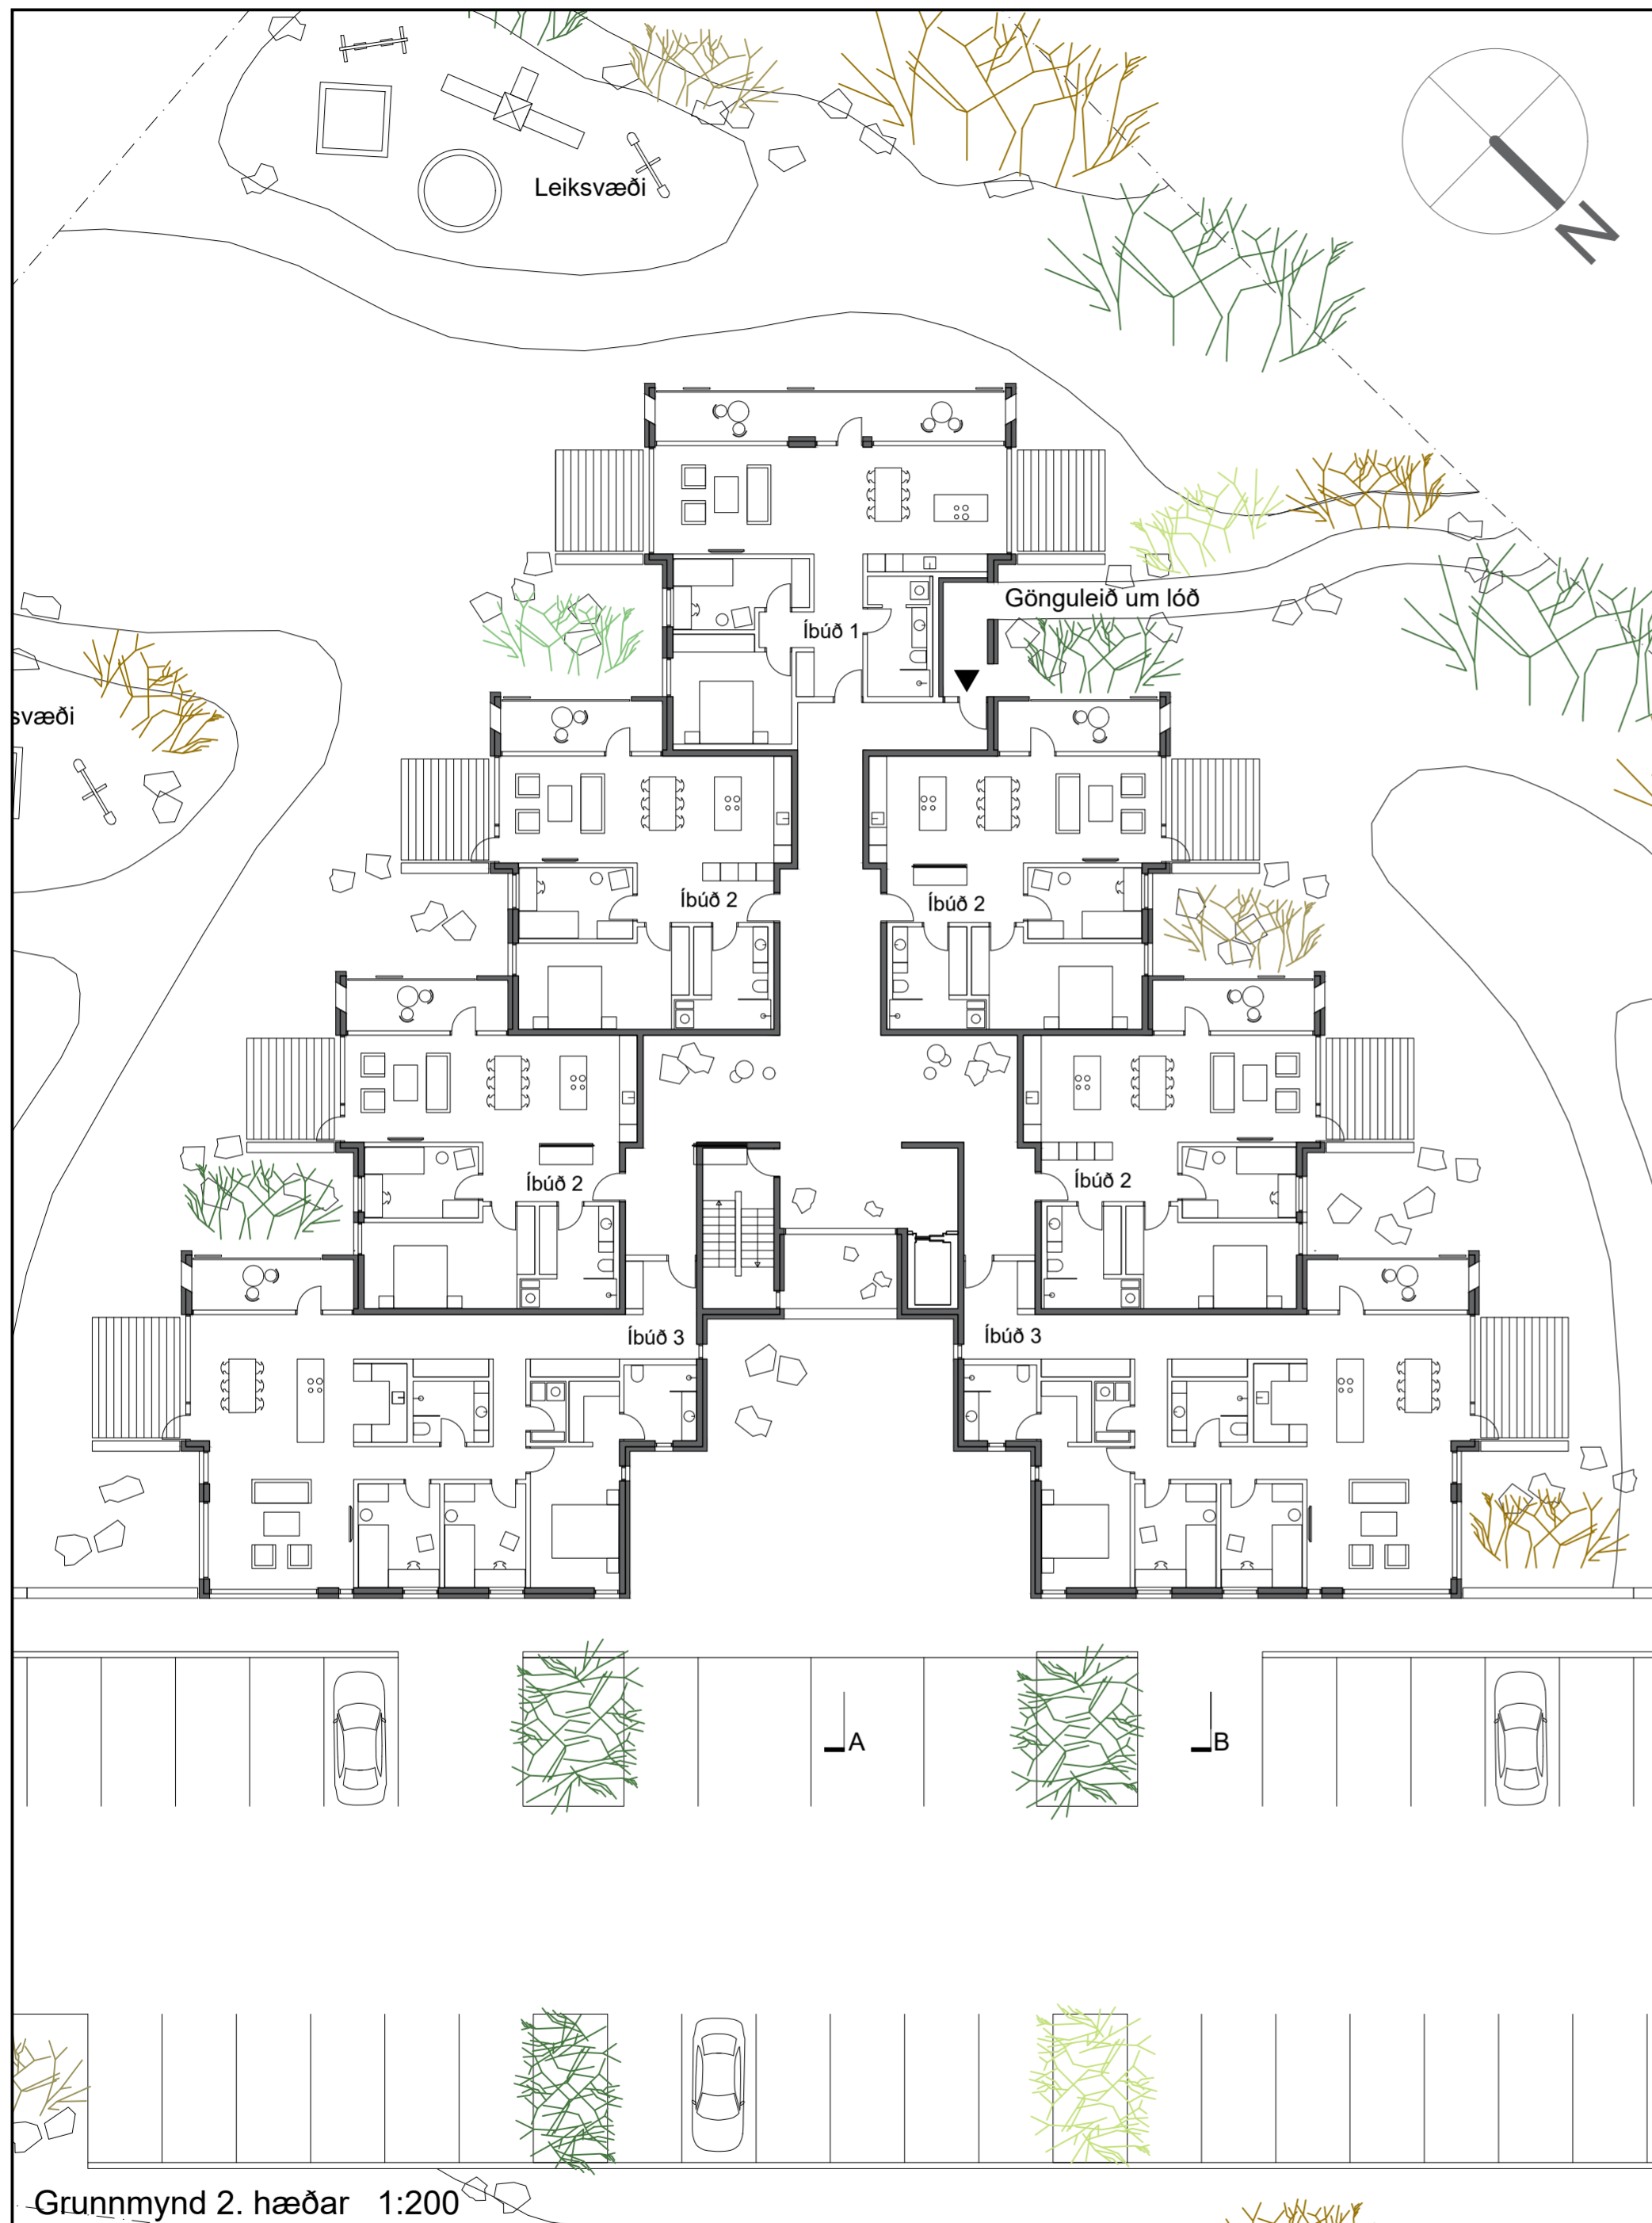 Leiksvæði
N
Gönguleið um lóð
Íbúð 1
svæði
Íbúð 2
Íbúð 2
Íbúð 2
Íbúð 2
Íbúð 3
Íbúð 3
A
B
Grunnmynd 2. hæðar 1:200